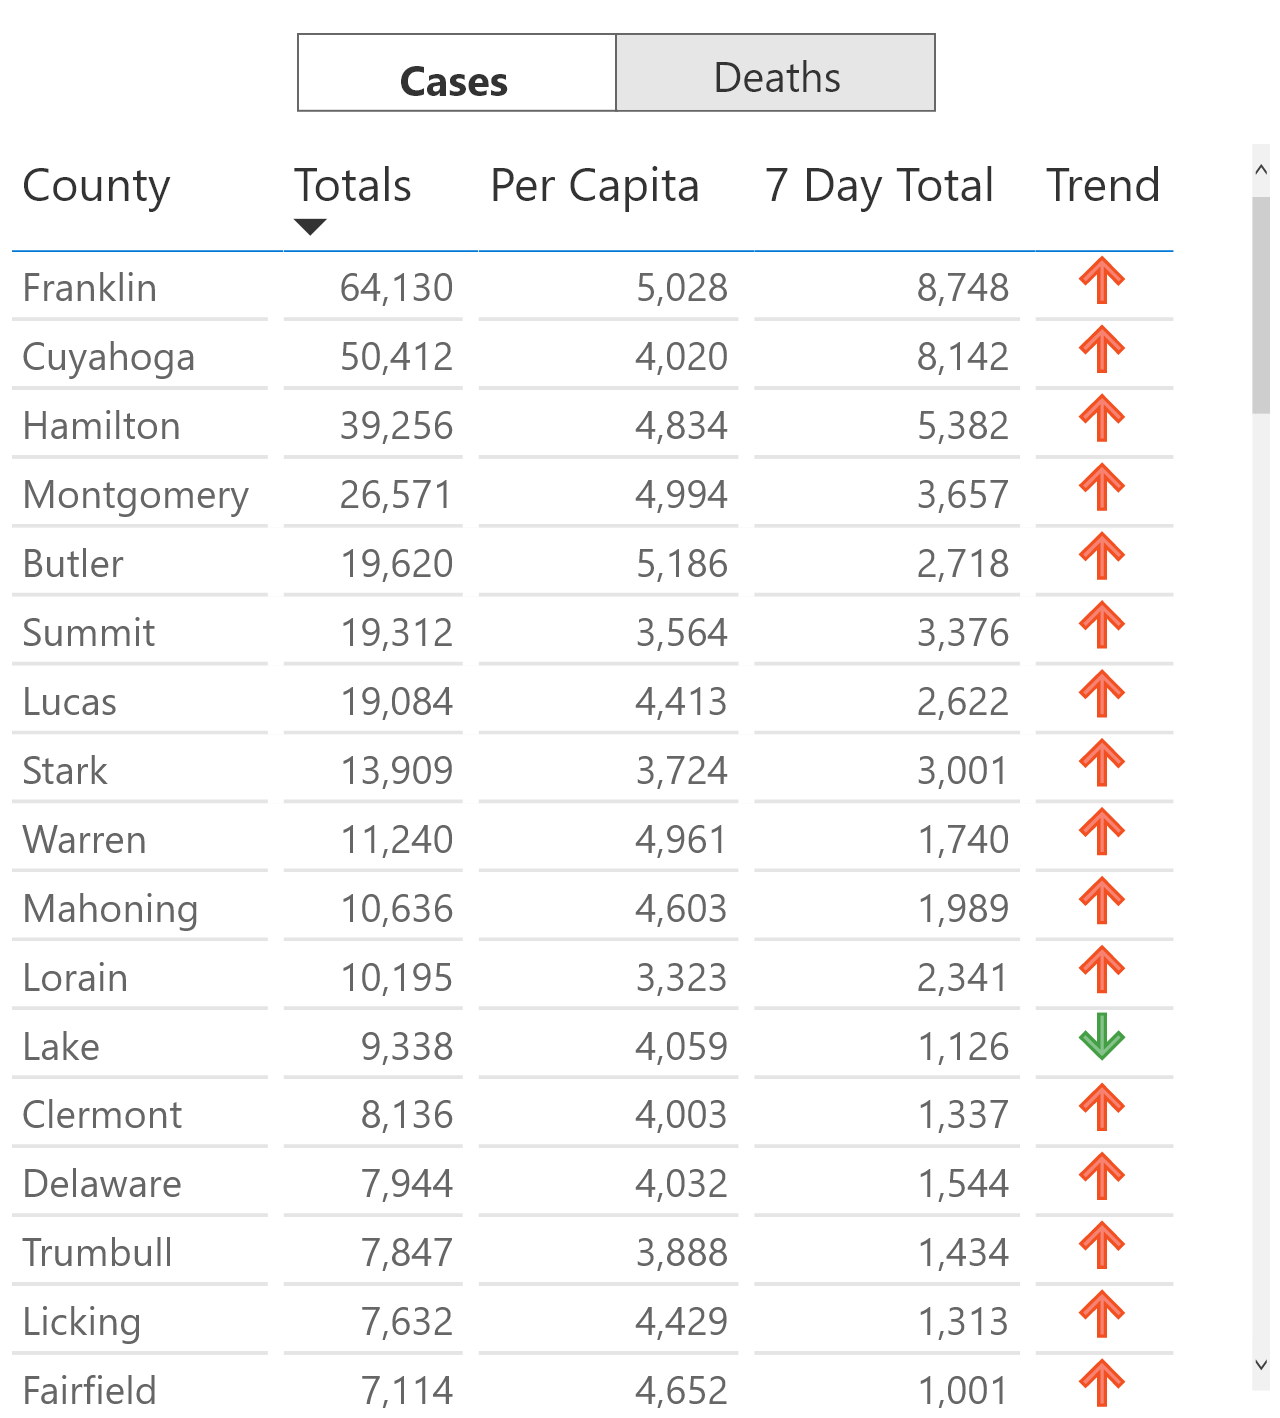 Cases Deaths
County Totals Per Capita 7 Day Total Trend
Franklin 64,130 5,028 8,748
Cuyahoga 50,412 4,020 8,142
Hamilton 39,256 4,834 5,382
Montgomery 26,571 4,994 3,657
Butler 19,620 5,186 2,718
Summit 19,312 3,564 3,376
Lucas 19,084 4,413 2,622
Stark 13,909 3,724 3,001
Warren 11,240 4,961 1,740
Mahoning 10,636 4,603 1,989
Lorain 10,195 3,323 2,341
Lake 9,338 4,059 1,126
Clermont 8,136 4,003 1,337
Delaware 7,944 4,032 1,544
Trumbull 7,847 3,888 1,434
Licking 7,632 4,429 1,313
Fairfield 7,114 4,652 1,001